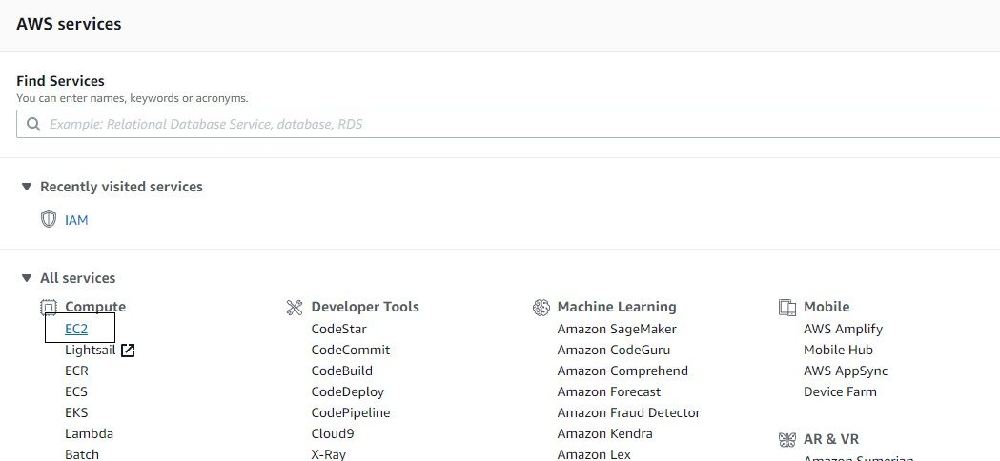 AWS services
Find Services
You can enter names, keywords or acronyms.
Example: Relational Database Service, database, RDS
Recently visited services
IAM
All services
Compute
EC2
Lightsail
ECR
ECS
EKS
Lambda
Batch
Developer Tools
CodeStar
CodeCommit
CodeBuild
CodeDeploy
CodePipeline
Cloud9
X-Ray
Machine Learning
Amazon SageMaker
Amazon CodeGuru
Amazon Comprehend
Amazon Forecast
Amazon Fraud Detector
Amazon Kendra
Amazon Lex
Mobile
AWS Amplify
Mobile Hub
AWS AppSync
Device Farm
AR & VR
Amazon Sumerian